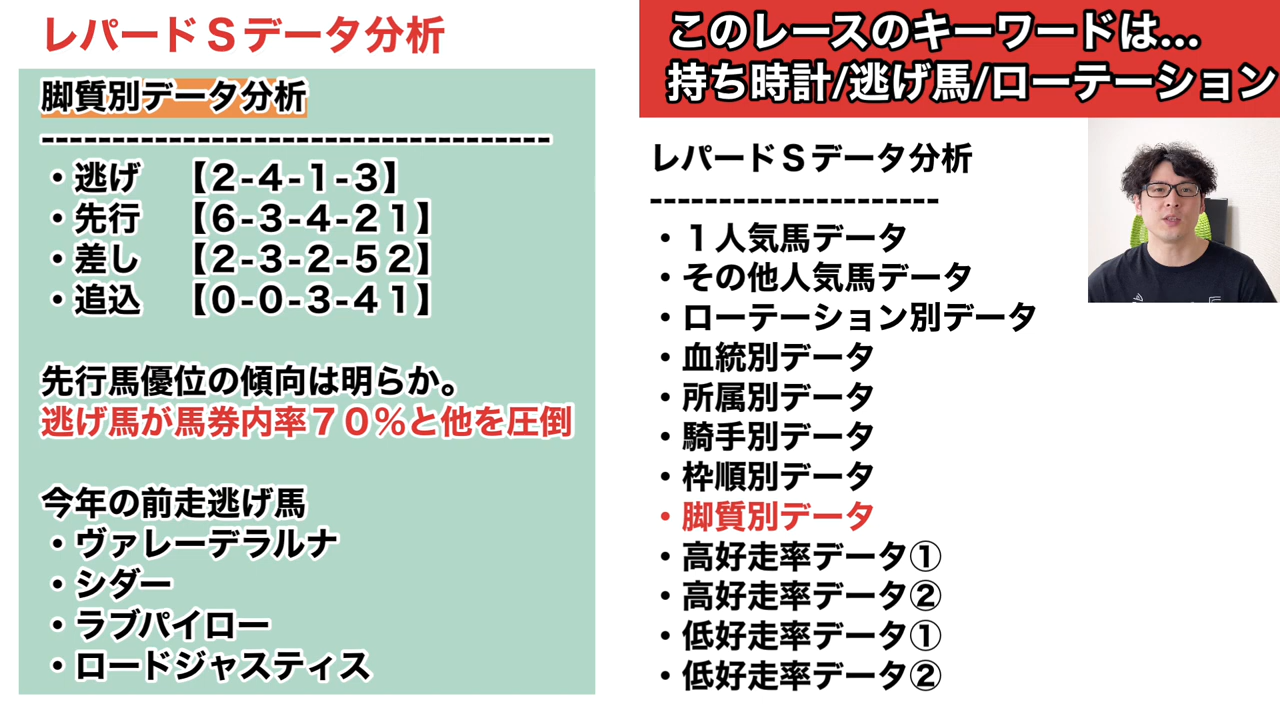 レパードＳデータ分析
脚質別データ分析
-------------------------------------
・逃げ　【２-４-１-３】
・先行　【６-３-４-２１】
・差し　【２-３-２-５２】
・追込　【０-０-３-４１】
先行馬優位の傾向は明らか。
逃げ馬が馬券内率７０％と他を圧倒
今年の前走逃げ馬
・ヴァレーデラルナ
・シダー
・ラブパイロー
・ロードジャスティス
このレースのキーワードは...
持ち時計/逃げ馬/ローテーション
レパードＳデータ分析
---------------------
・１人気馬データ
・その他人気馬データ
・ローテーション別データ
・血統別データ
・所属別データ
・騎手別データ
・枠順別データ
・脚質別データ
・高好走率データ①
・高好走率データ②
・低好走率データ①
・低好走率データ②